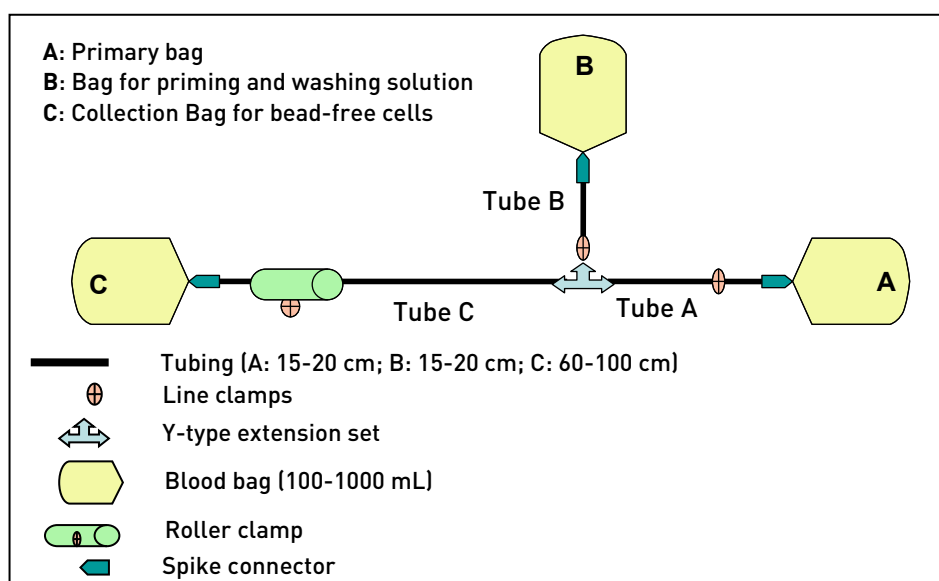 A: Primary bag
B: Bag for priming and washing solution
C: Collection Bag for bead-free cells
B
Tube B
C
A
Tube C
Tube A
Tubing (A: 15-20 cm; B: 15-20 cm; C: 60-100 cm)
Line clamps
Y-type extension set
Blood bag (100-1000 mL)
Roller clamp
Spike connector